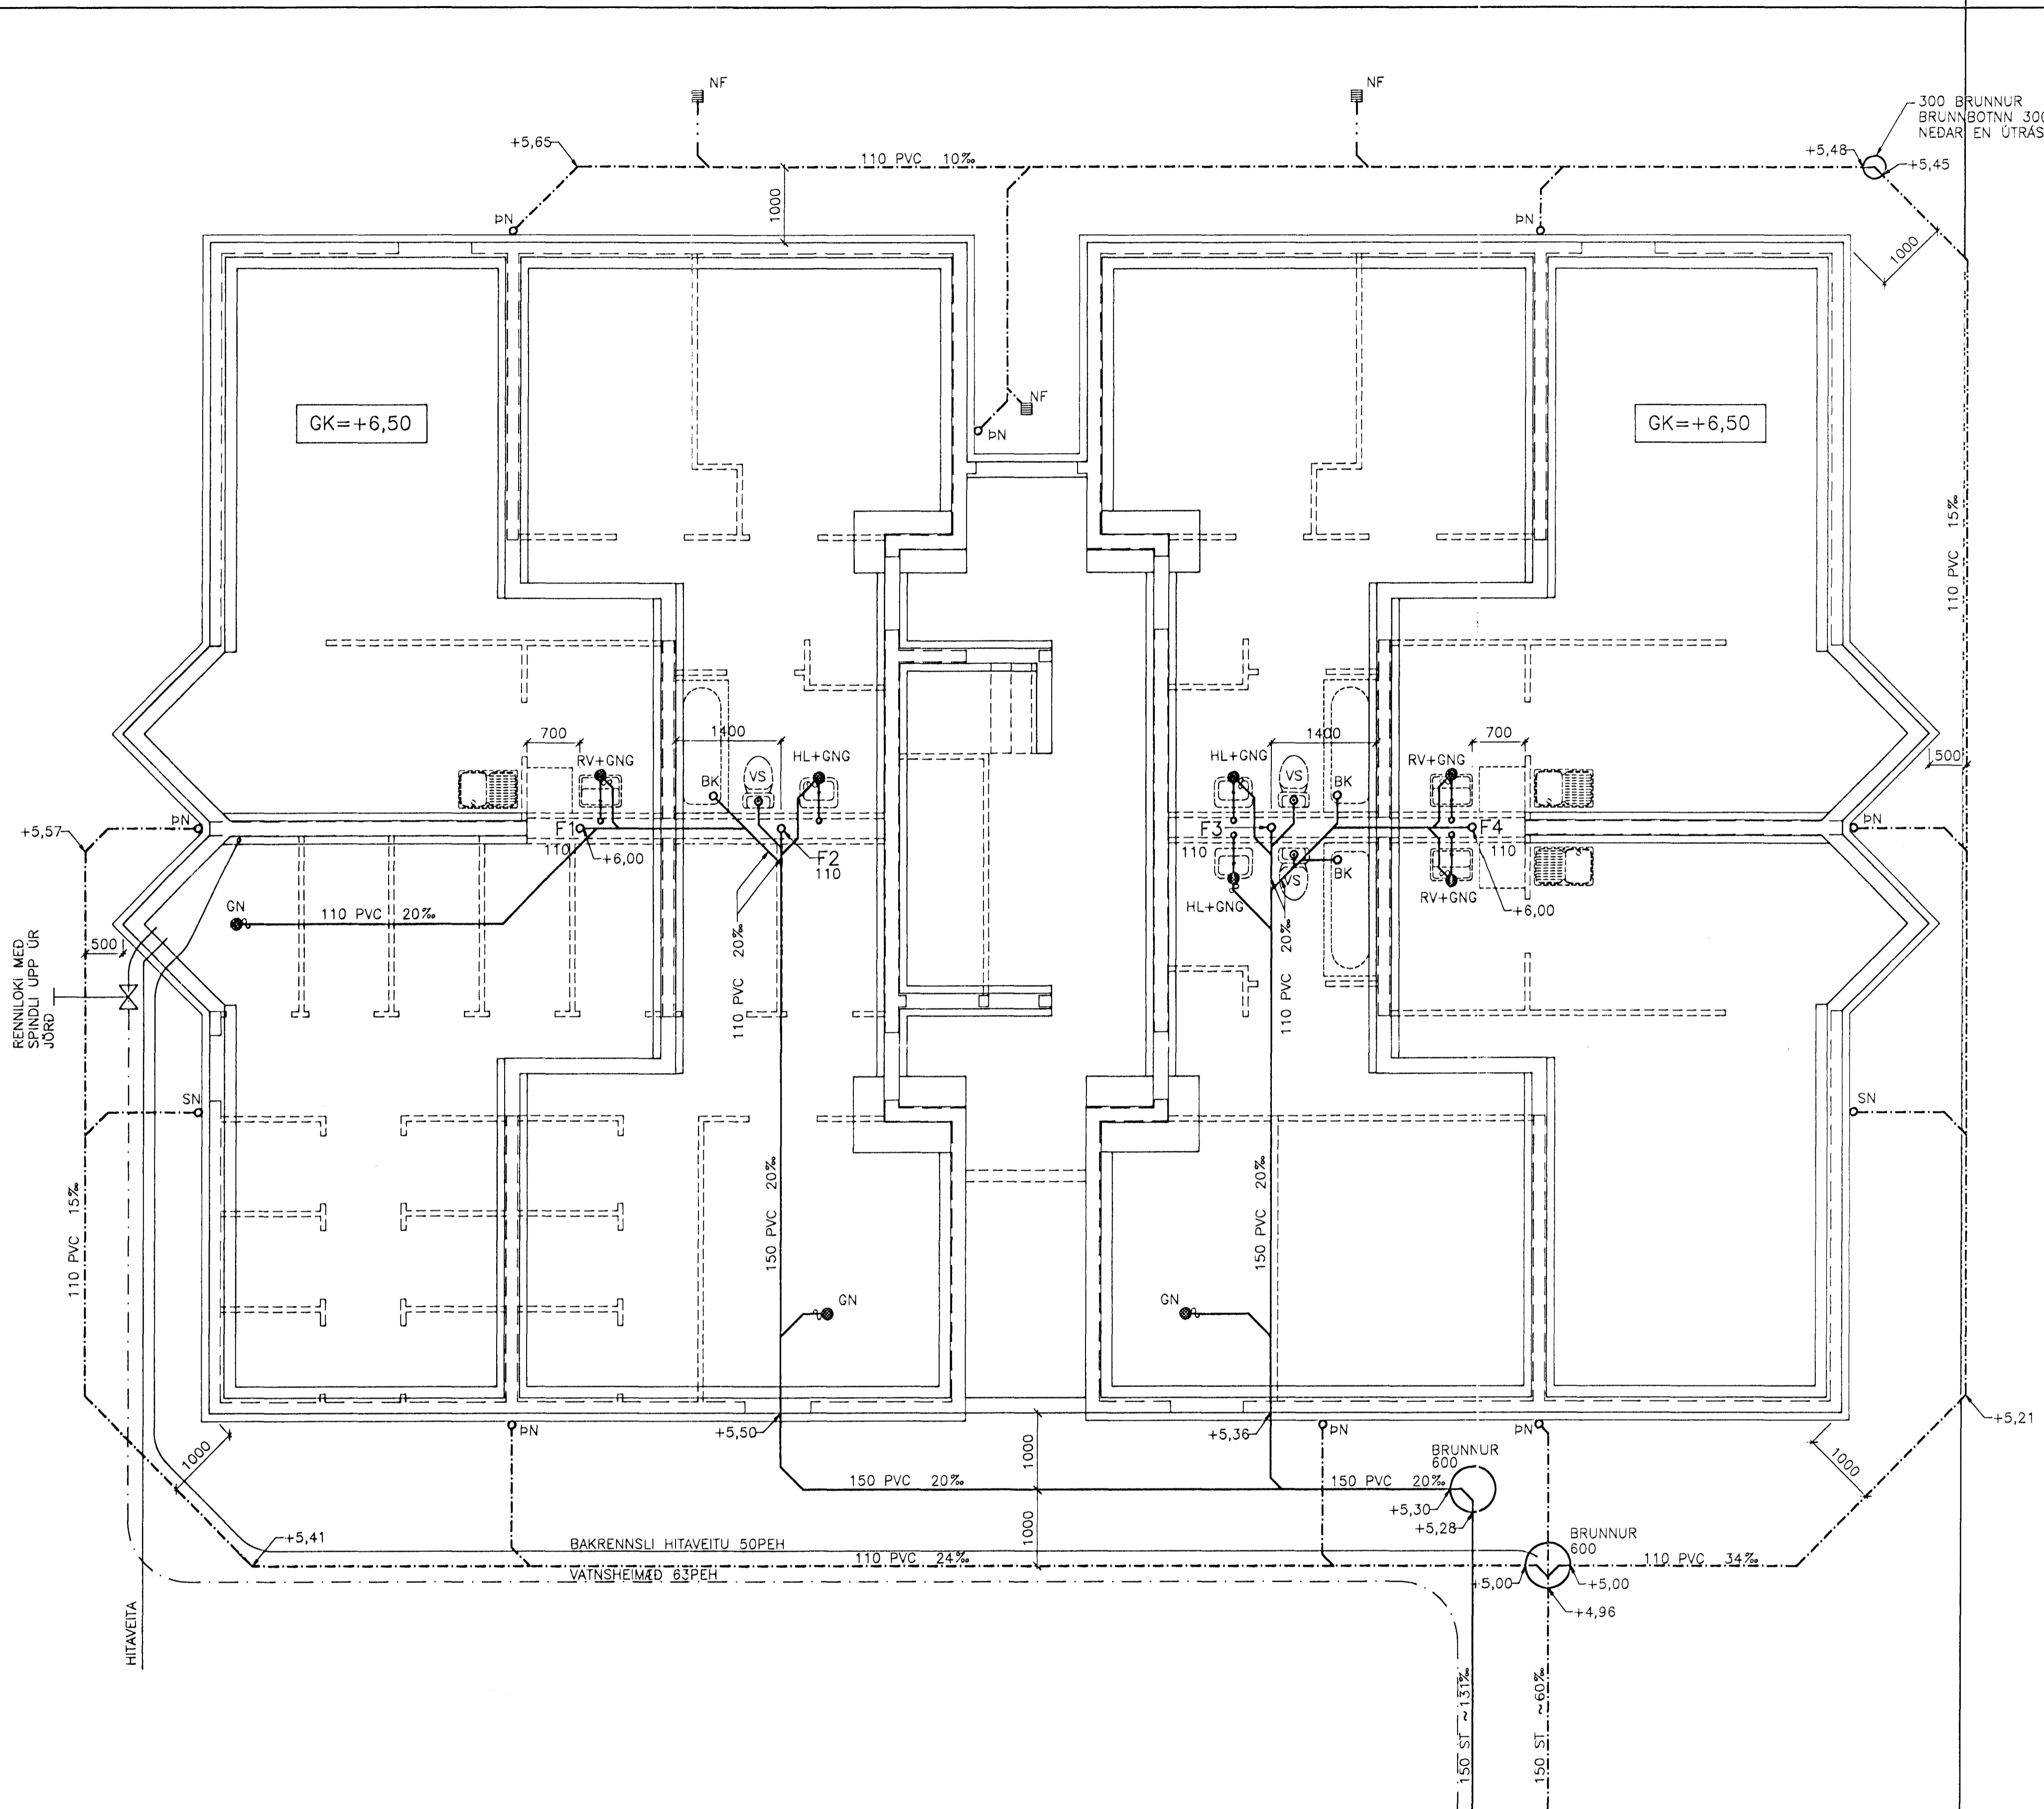 NF
NF
300 BRUNNUR
BRUNNBOTNN 300
NEÐAR EN ÚTRÁS
+5,65
110 PVC 10‰
+5,48
+5,45
1000
ÞN
ÞN
1000
NF
ÞN
GK=+6,50
GK=+6,50
110 PVC 15‰
700
1400
1400
700
500
RV+GNG
BK
VS
HL+GNG
HL+GNG
VS
BK
RV+GNG
+5,57
ÞN
F1
110
+6,00
F2
110
F3
110
F4
110
ÞN
VS
BK
HL+GNG
RV+GNG
+6,00
GN
110 PVC 20‰
500
RENNILOKI MEÐ
SPINDLI UPP ÚR
JÖRÐ
110 PVC 20‰
110 PVC 20‰
SN
SN
110 PVC 15‰
150 PVC 20‰
150 PVC 20‰
GN
GN
ÞN
+5,50
+5,36
ÞN
ÞN
+5,21
1000
1000
1000
BRUNNUR
600
150 PVC 20‰
150 PVC 20‰
+5,30
+5,28
+5,41
BAKRENNSLI HITAVEITU 50PEH
1000
BRUNNUR
600
110 PVC 24‰
110 PVC 34‰
VATNSHEIMÆÐ 63PEH
+5,00
+5,00
+4,96
HITAVEITA
150 ST ~131‰
150 ST ~60‰